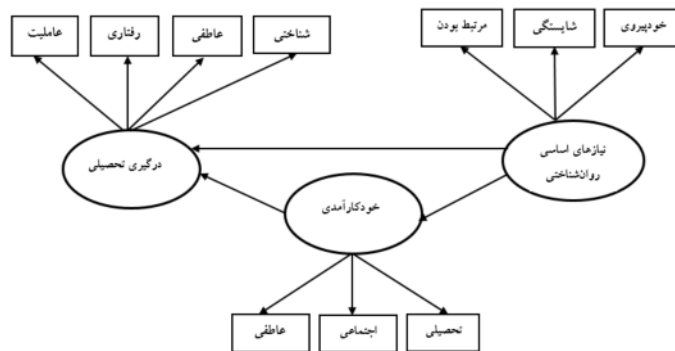 خودپیروی
شایستگی
مرتبط بودن
شناختی
عاطفی
رفتاری
عاملیت
نیازهای اساسی
روان‌شناختی
درگیری تحصیلی
خودکارآمدی
تحصیلی
اجتماعی
عاطفی